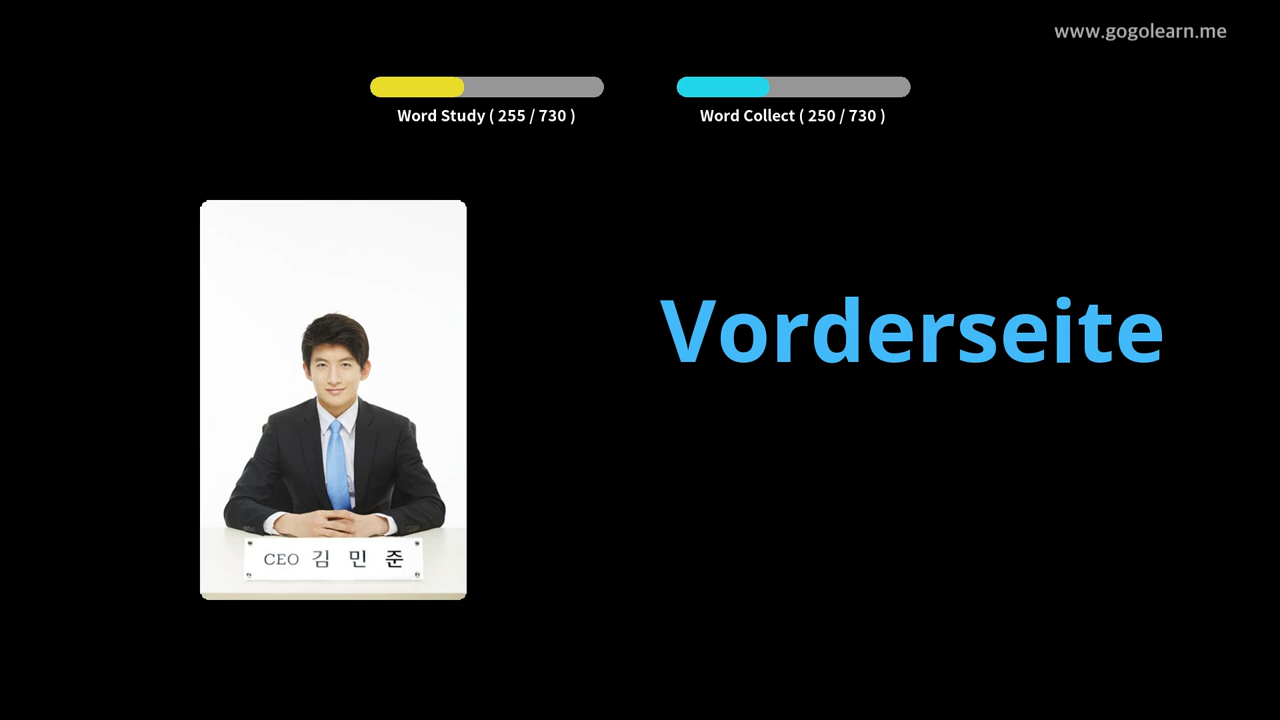 www.gogolearn.me
Word Study ( 255 / 730 )
Word Collect ( 250 / 730 )
Vorderseite
CEO 김 민 준